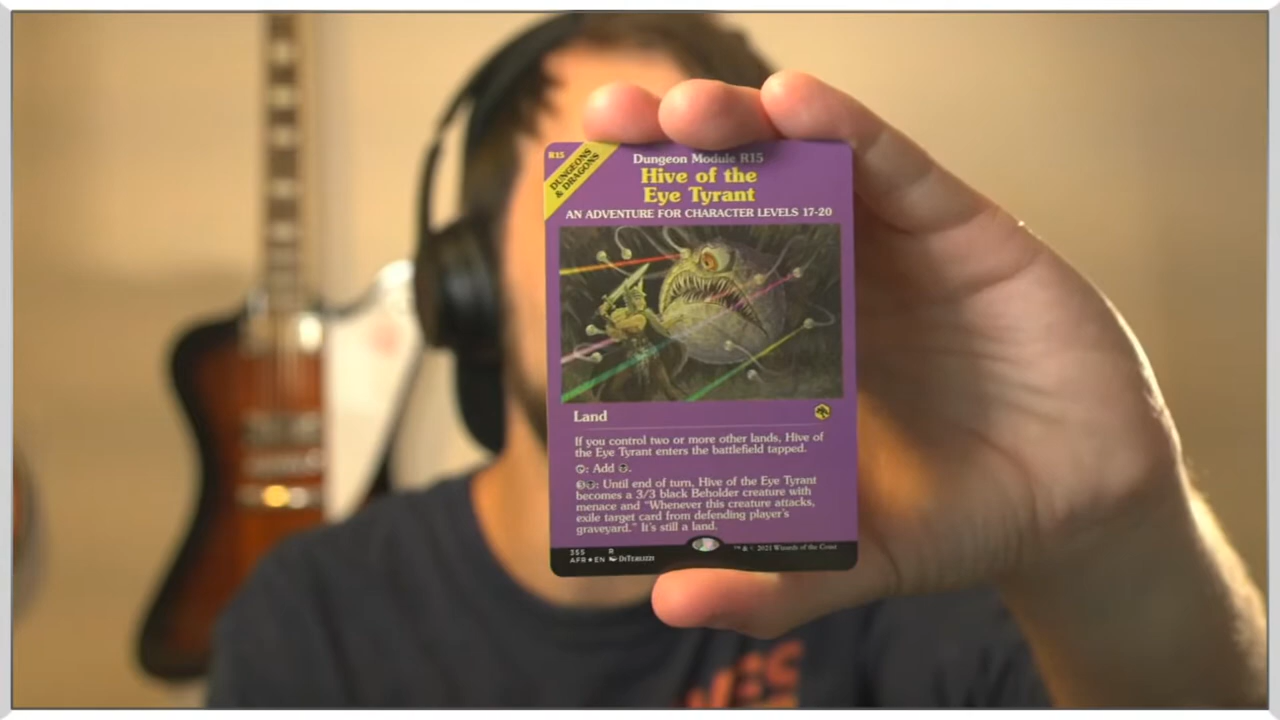 R15
DUNGEONS
& DRAGONS
Dungeon Module R15
Hive of the
Eye Tyrant
AN ADVENTURE FOR CHARACTER LEVELS 17-20
Land
If you control two or more other lands, Hive of
the Eye Tyrant enters the battlefield tapped.
: Add .
: Until end of turn, Hive of the Eye Tyrant
becomes a 3/3 black Beholder creature with
menace and “Whenever this creature attacks,
exile target card from defending player’s
graveyard.” It’s still a land.
355 R
AFR • EN DiTerlizzi
™ & © 2021 Wizards of the Coast